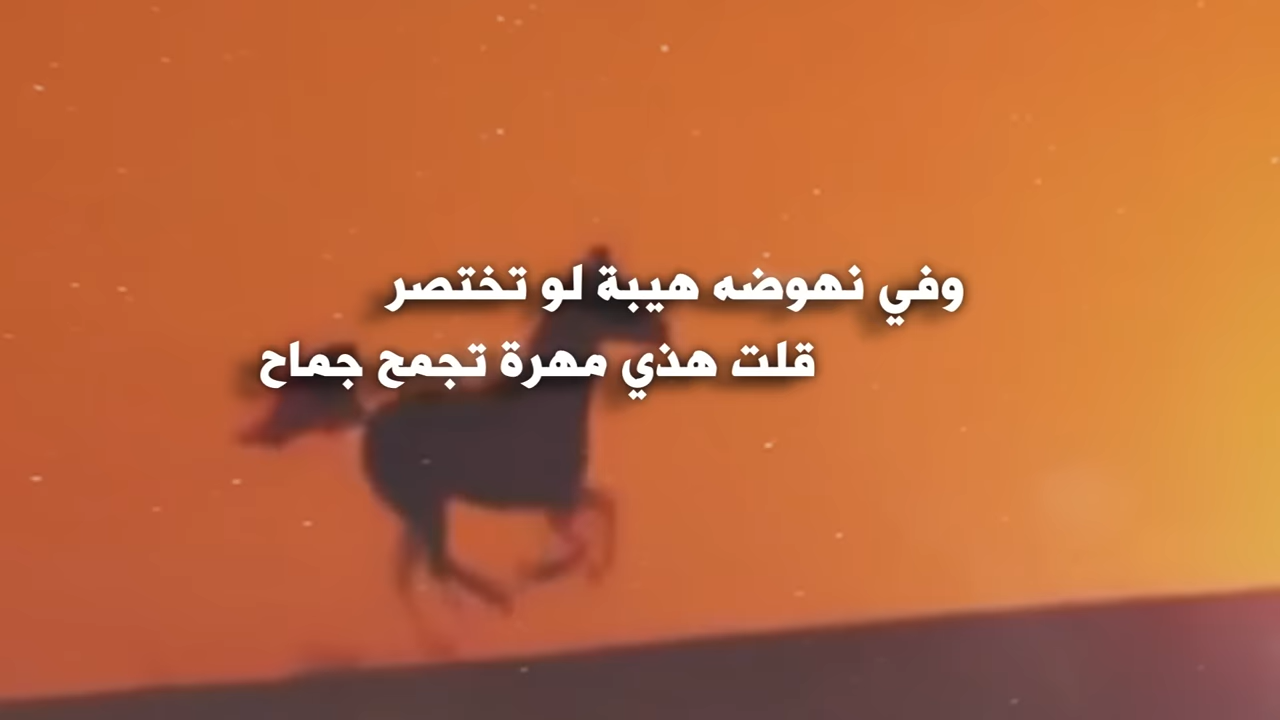 وفي نهوضه هيبة لو تختصر
قلت هذي مهرة تجمح جماح